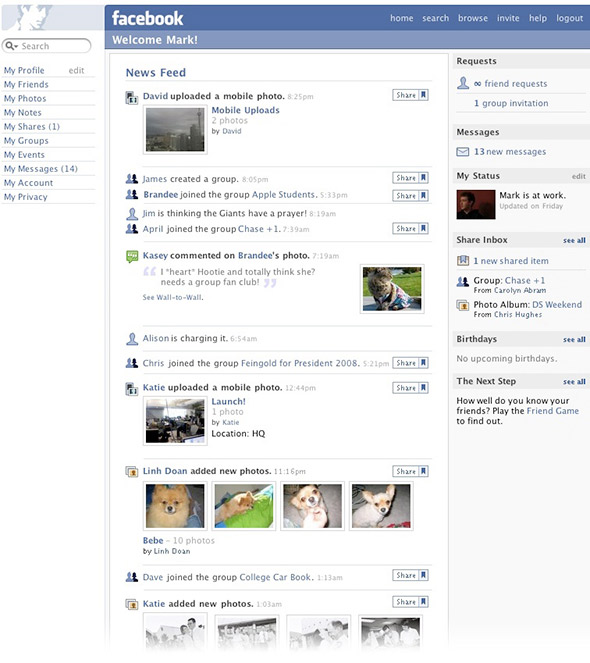 facebook
home search browse invite help logout
Welcome Mark!
Search
My Profile edit
My Friends
My Photos
My Notes
My Shares (1)
My Groups
My Events
My Messages (14)
My Account
My Privacy
News Feed
David uploaded a mobile photo. 8:25pm
Share
Mobile Uploads
2 photos
by David
James created a group. 8:05pm
Share
Brandee joined the group Apple Students. 5:33pm
Share
Jim is thinking the Giants have a prayer! 8:19am
April joined the group Chase +1. 7:39am
Share
Kasey commented on Brandee's photo. 7:19am
Share
“ I *heart* Hootie and totally think she?
needs a group fan club! ”
See Wall-to-Wall.
Alison is charging it. 6:54am
Chris joined the group Feingold for President 2008. 5:21pm
Share
Katie uploaded a mobile photo. 12:44pm
Share
Launch!
1 photo
by Katie
Location: HQ
Linh Doan added new photos. 11:16pm
Share
Bebe - 10 photos
by Linh Doan
Dave joined the group College Car Book. 1:13am
Share
Katie added new photos. 1:03am
Share
Requests
∞ friend requests
1 group invitation
Messages
13 new messages
My Status edit
Mark is at work.
Updated on Friday
Share Inbox see all
1 new shared item
Group: Chase +1
From Carolyn Abram
Photo Album: DS Weekend
From Chris Hughes
Birthdays see all
No upcoming birthdays.
The Next Step see all
How well do you know your
friends? Play the Friend Game
to find out.